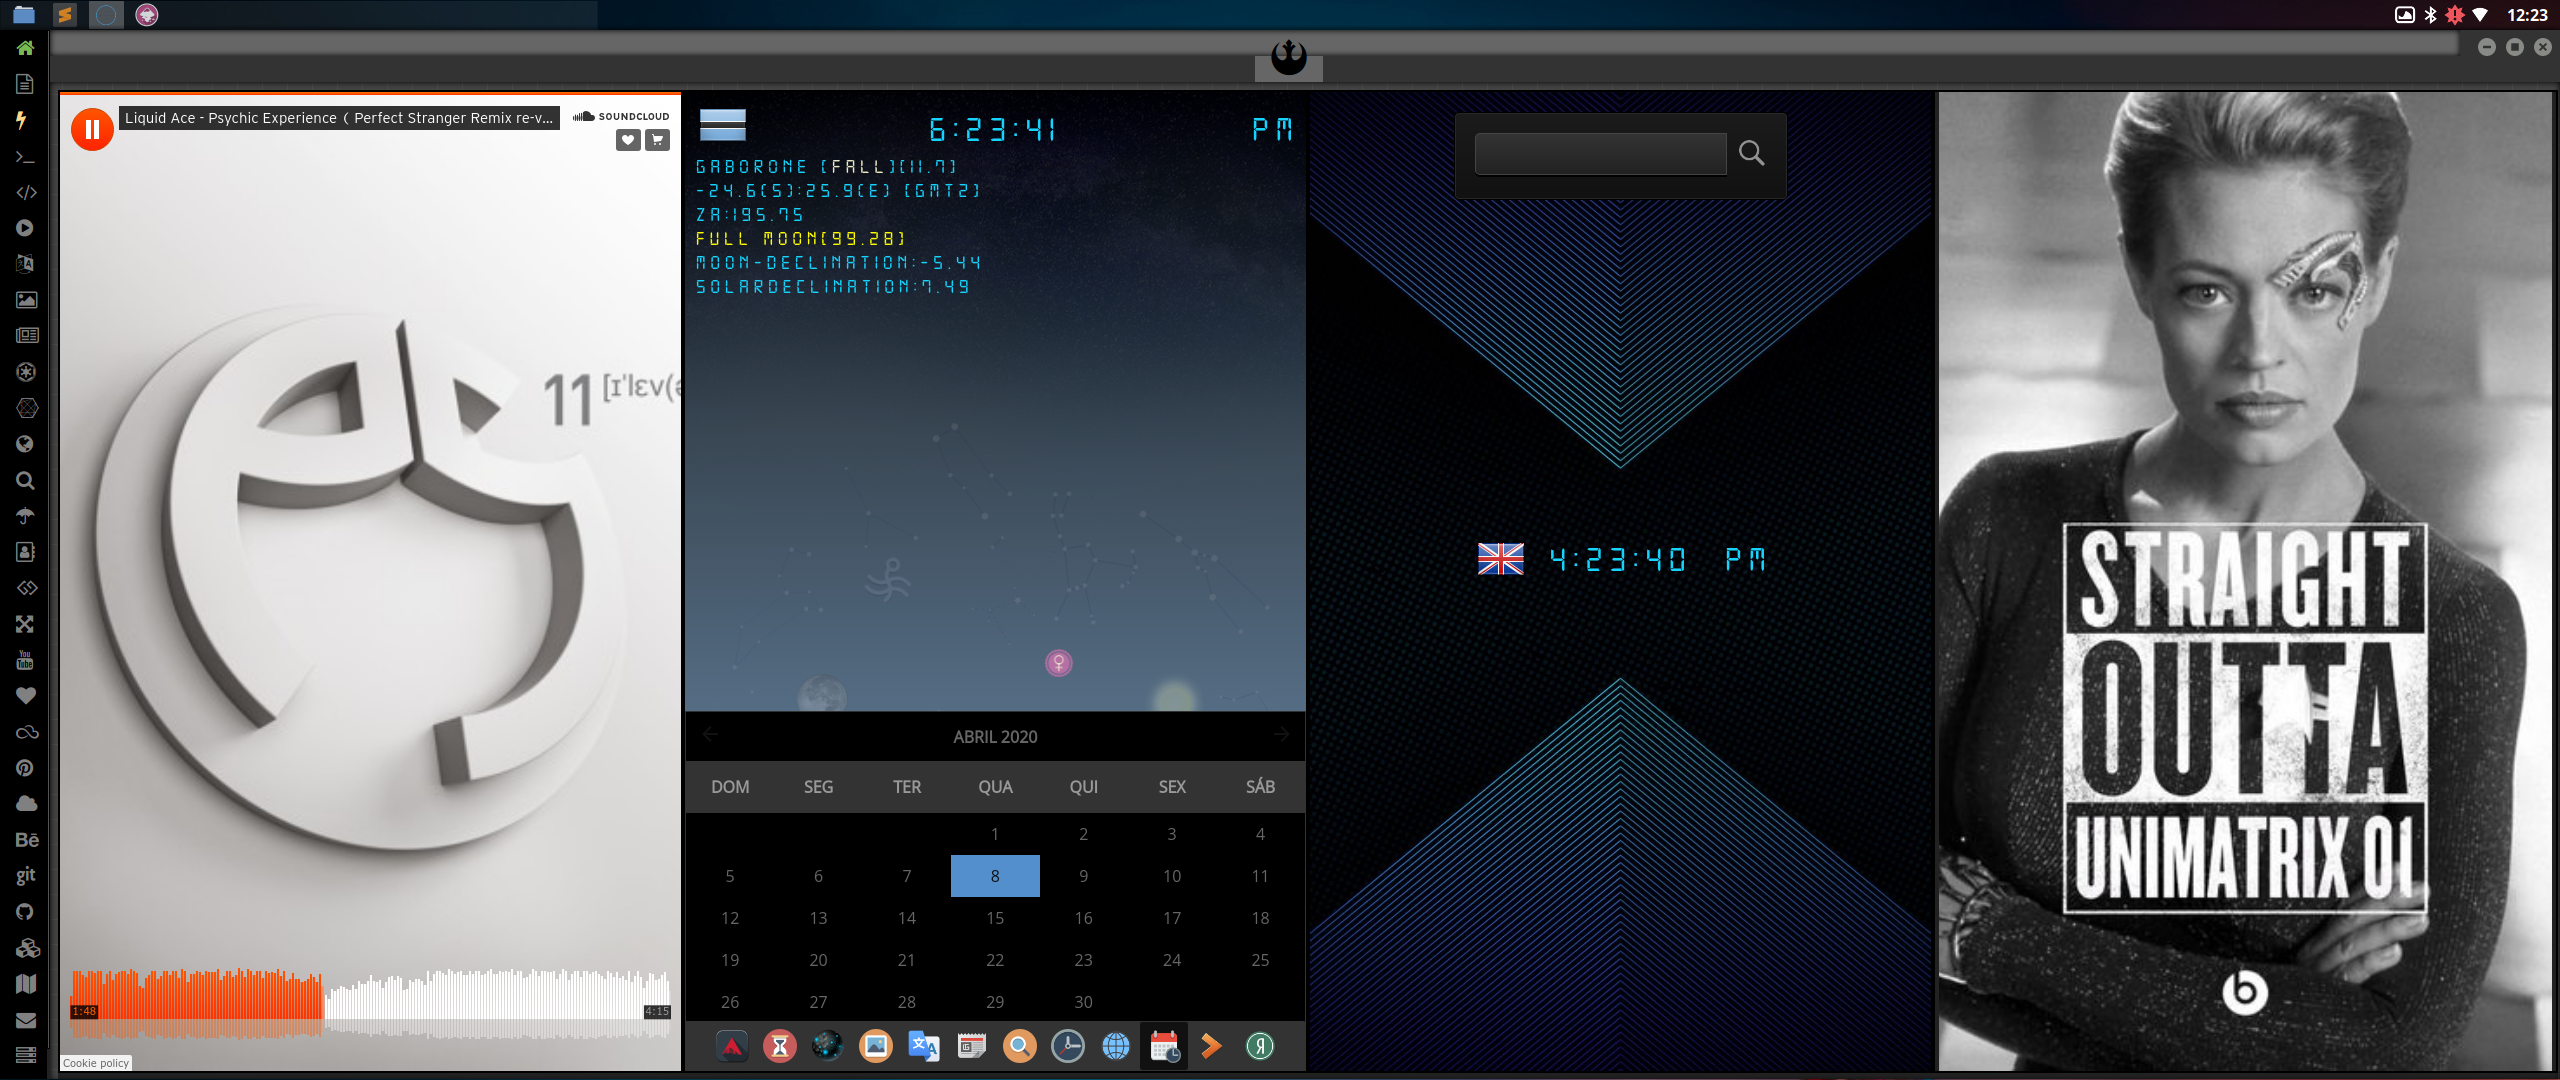 12:23
Liquid Ace - Psychic Experience ( Perfect Stranger Remix re-v...
SOUNDCLOUD
11 [ɪˈlɛv(ə
1:48
4:15
Cookie policy
6:23:41 PM
GABORONE [FALL][11.7]
-24.6(S):25.9(E) [GMT2]
ZA:195.75
FULL MOON[99.28]
MOON-DECLINATION:-5.44
SOLARDECLINATION:7.49
ABRIL 2020
DOM SEG TER QUA QUI SEX SÁB
1 2 3 4
5 6 7 8 9 10 11
12 13 14 15 16 17 18
19 20 21 22 23 24 25
26 27 28 29 30
4:23:40 PM
STRAIGHT
OUTTA
UNIMATRIX 01
b
You
Tube
Bē
git